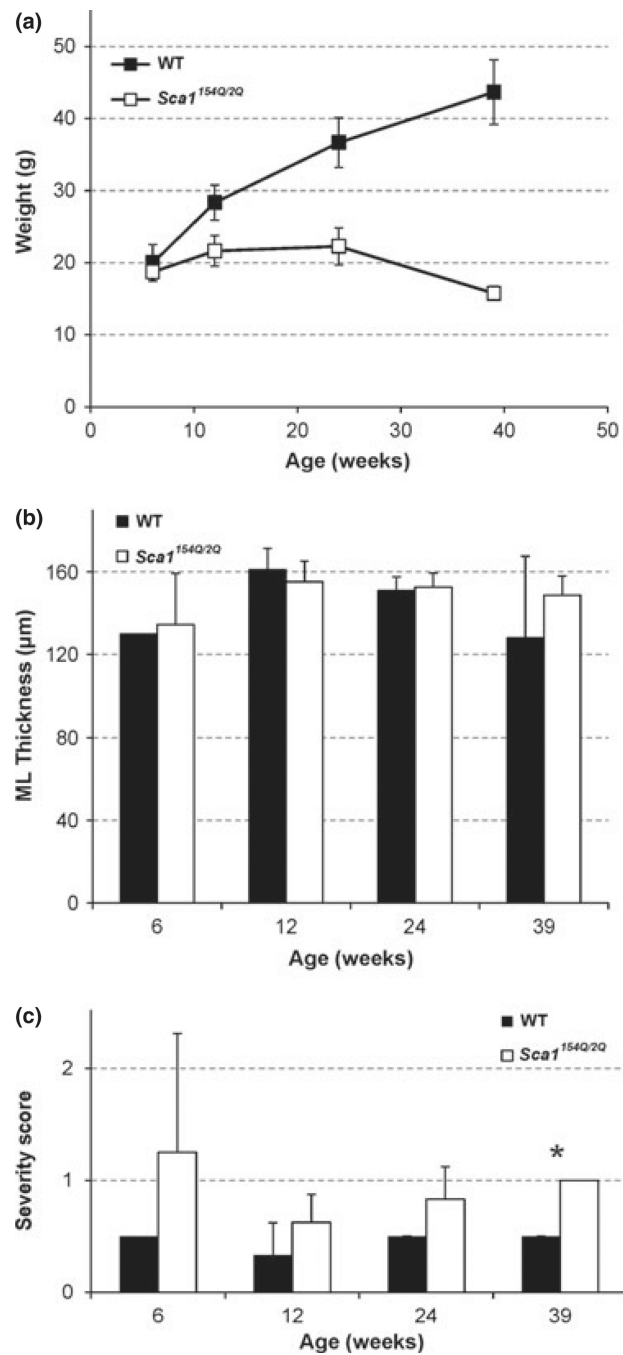 (a)
50
40
30
20
10
0
Weight (g)
WT
Sca1154Q/2Q
0 10 20 30 40 50
Age (weeks)
(b)
WT
Sca1154Q/2Q
160
120
80
40
0
ML Thickness (µm)
6 12 24 39
Age (weeks)
(c)
WT
Sca1154Q/2Q
2
1
0
Severity score
*
6 12 24 39
Age (weeks)